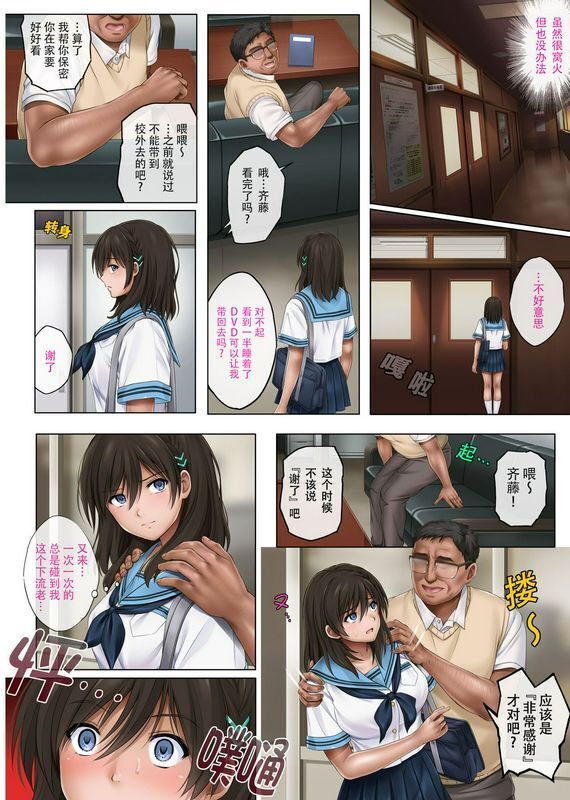 虽然很窝火
但也没办法
…不好意思
嘎
啦
哦…齐藤
看完了吗？
对不起
看到一半睡着了
DVD可以让我
带回去吗？
喂喂～
…之前就说过
不能带到
校外去的吧？
…算了
我帮你保密
你在家要
好好看
转身
谢了
喂～
齐藤！
起…
这个时候
不该说
『谢了』吧
搂～
又…
应该是
『非常感谢』
才对吧？
又来…
一次一次的
总是碰到我
这个下流老…
怦…
噗通